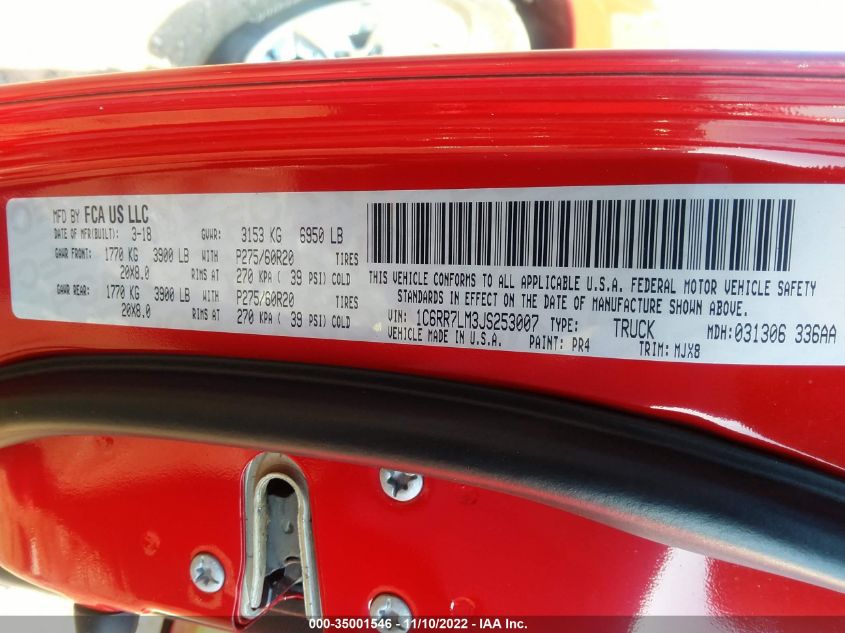 MFD BY FCA US LLC
DATE OF MFR(BUILT): 3-18 GVWR: 3153 KG 6950 LB
GAWR FRONT: 1770 KG 3900 LB WITH P275/60R20 TIRES
20X8.0 RIMS AT 270 KPA ( 39 PSI) COLD
GAWR REAR: 1770 KG 3900 LB WITH P275/60R20 TIRES
20X8.0 RIMS AT 270 KPA ( 39 PSI) COLD
THIS VEHICLE CONFORMS TO ALL APPLICABLE U.S.A. FEDERAL MOTOR VEHICLE SAFETY
STANDARDS IN EFFECT ON THE DATE OF MANUFACTURE SHOWN ABOVE.
VIN: 1C6RR7LM3JS253007 TYPE: TRUCK MDH:031306 336AA
VEHICLE MADE IN U.S.A. PAINT: PR4 TRIM: MJX8
000-35001546 - 11/10/2022 - IAA Inc.